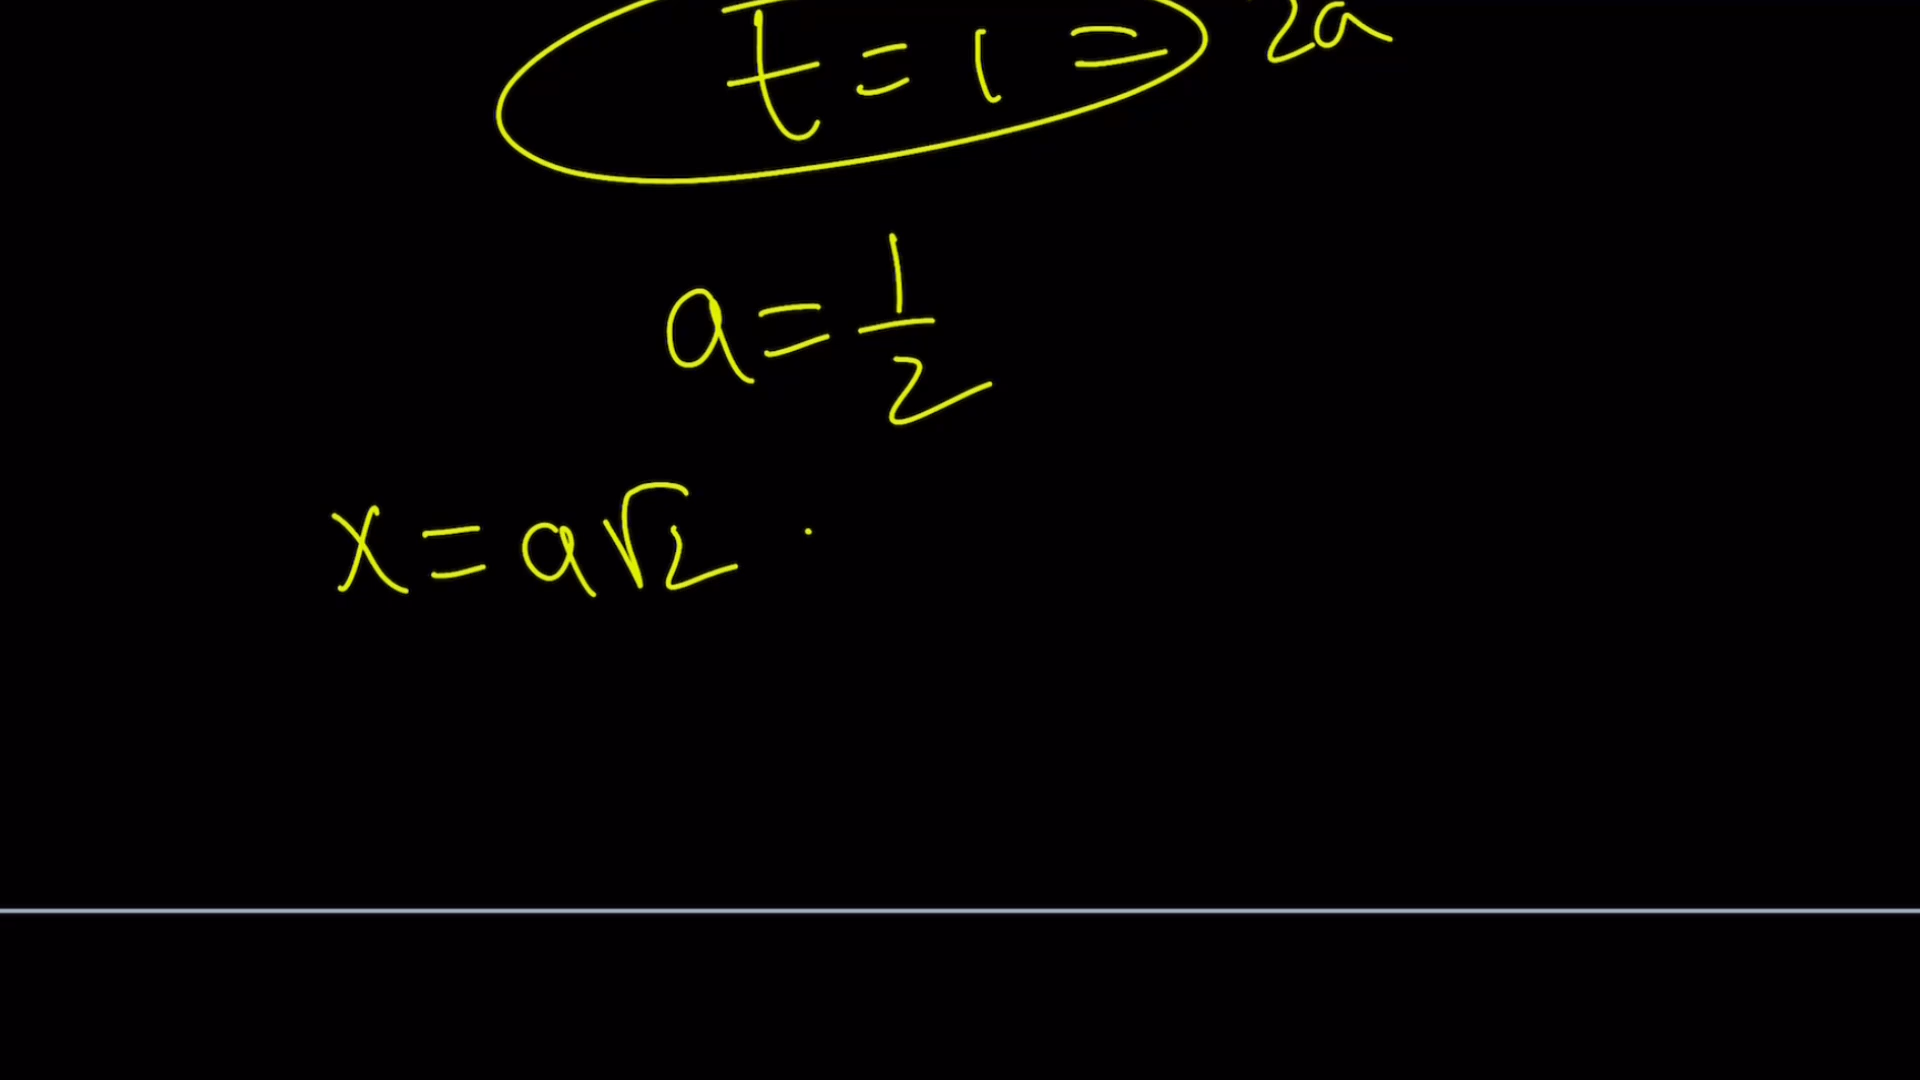 t = 1 = 2a
a = 1/2
x = a√2